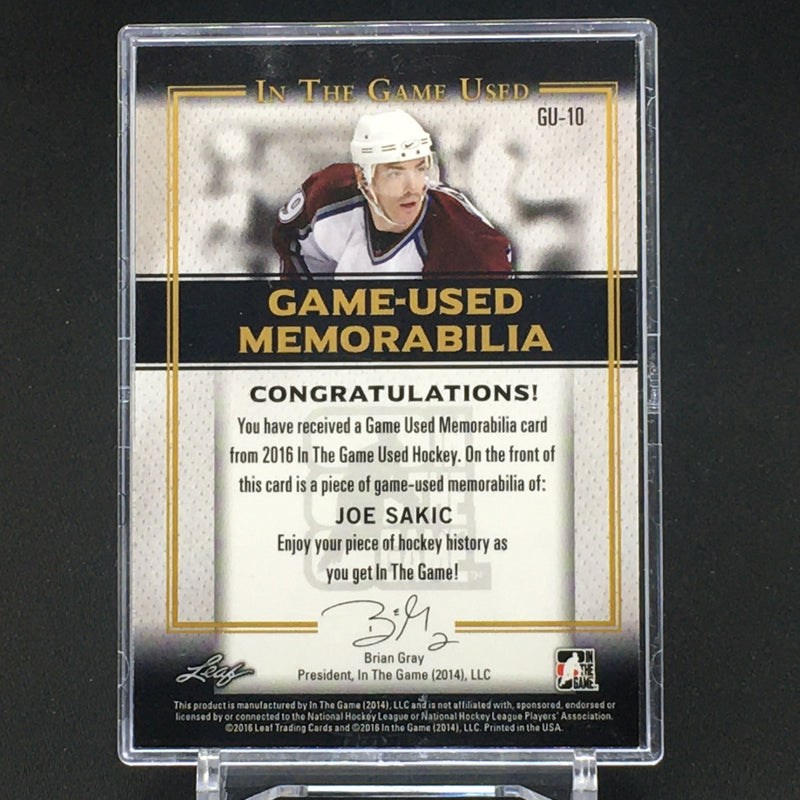 IN THE GAME USED
GU-10
9
GAME-USED
MEMORABILIA
CONGRATULATIONS!
You have received a Game Used Memorabilia card
from 2016 In The Game Used Hockey. On the front of
this card is a piece of game-used memorabilia of:
JOE SAKIC
Enjoy your piece of hockey history as
you get In The Game!
Brian Gray
President, In The Game (2014), LLC
Leaf
IN
THE
GAME
This product is manufactured by In The Game (2014), LLC and is not affiliated with, sponsored, endorsed or
licensed by or connected to the National Hockey League or National Hockey League Players' Association.
©2016 Leaf Trading Cards and ©2016 In the Game (2014), LLC. Printed in the USA.